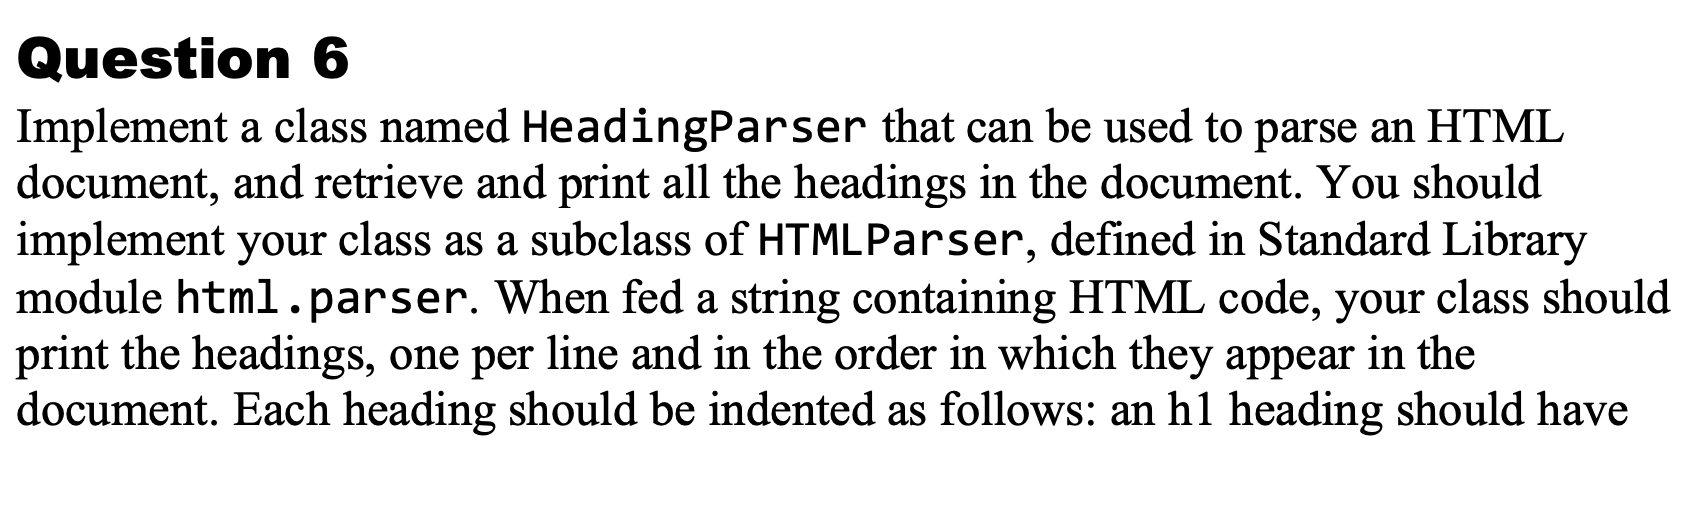 Question 6
Implement a class named HeadingParser that can be used to parse an HTML
document, and retrieve and print all the headings in the document. You should
implement your class as a subclass of HTMLParser, defined in Standard Library
module html.parser. When fed a string containing HTML code, your class should
print the headings, one per line and in the order in which they appear in the
document. Each heading should be indented as follows: an h1 heading should have